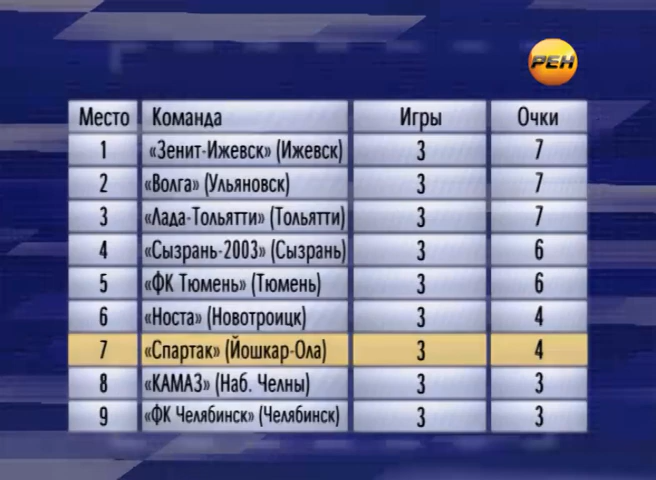 РЕН
Место Команда Игры Очки
1 «Зенит-Ижевск» (Ижевск) 3 7
2 «Волга» (Ульяновск) 3 7
3 «Лада-Тольятти» (Тольятти) 3 7
4 «Сызрань-2003» (Сызрань) 3 6
5 «ФК Тюмень» (Тюмень) 3 6
6 «Носта» (Новотроицк) 3 4
7 «Спартак» (Йошкар-Ола) 3 4
8 «КАМАЗ» (Наб. Челны) 3 3
9 «ФК Челябинск» (Челябинск) 3 3